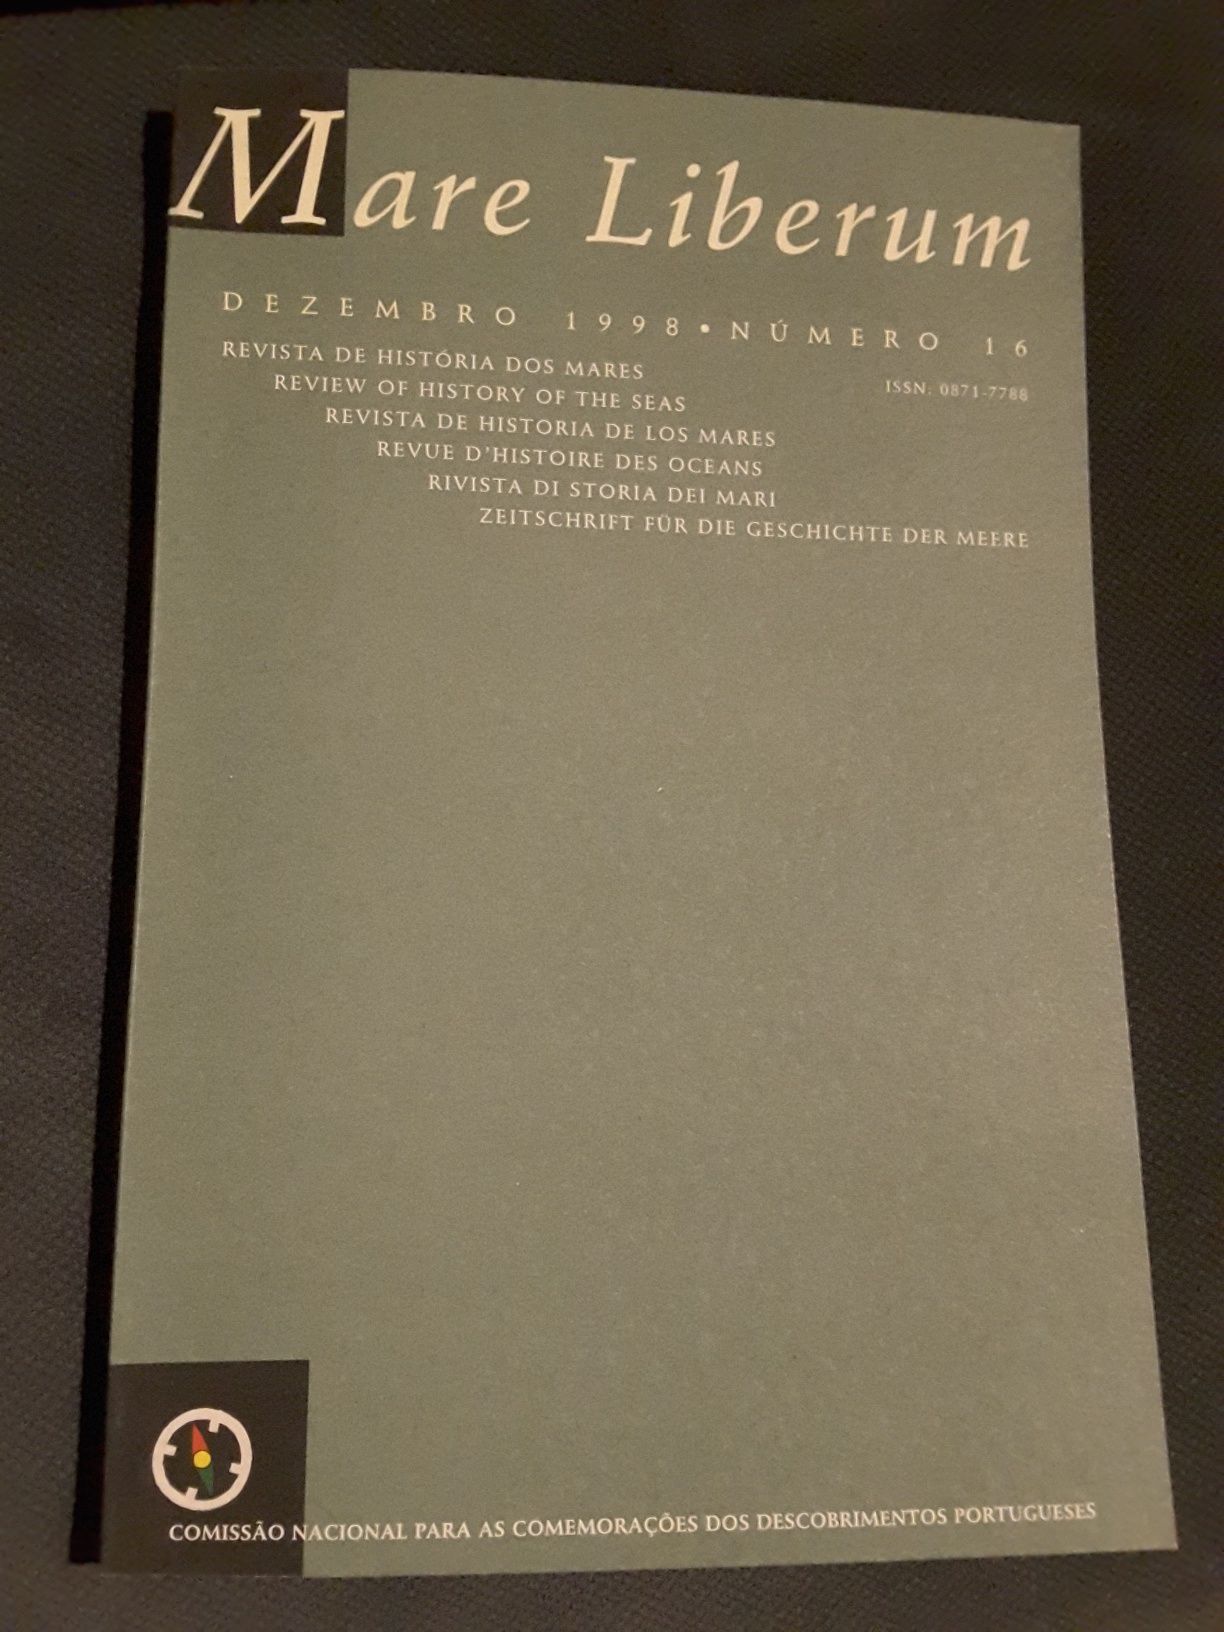 Mare Liberum
DEZEMBRO 1998 • NÚMERO 16
REVISTA DE HISTÓRIA DOS MARES
ISSN: 0871-7788
REVIEW OF HISTORY OF THE SEAS
REVISTA DE HISTORIA DE LOS MARES
REVUE D'HISTOIRE DES OCEANS
RIVISTA DI STORIA DEI MARI
ZEITSCHRIFT FÜR DIE GESCHICHTE DER MEERE
COMISSÃO NACIONAL PARA AS COMEMORAÇÕES DOS DESCOBRIMENTOS PORTUGUESES